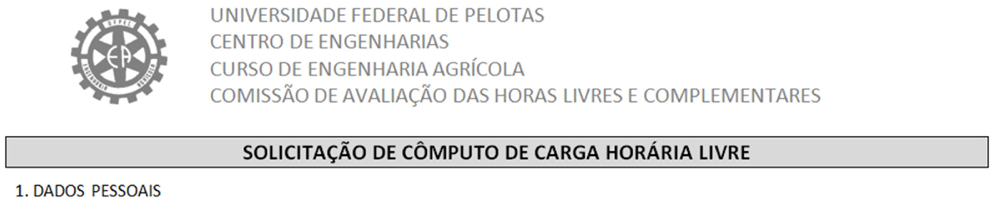 UFPEL
EA
ENGENHARIA AGRÍCOLA
UNIVERSIDADE FEDERAL DE PELOTAS
CENTRO DE ENGENHARIAS
CURSO DE ENGENHARIA AGRÍCOLA
COMISSÃO DE AVALIAÇÃO DAS HORAS LIVRES E COMPLEMENTARES
SOLICITAÇÃO DE CÔMPUTO DE CARGA HORÁRIA LIVRE
1. DADOS PESSOAIS